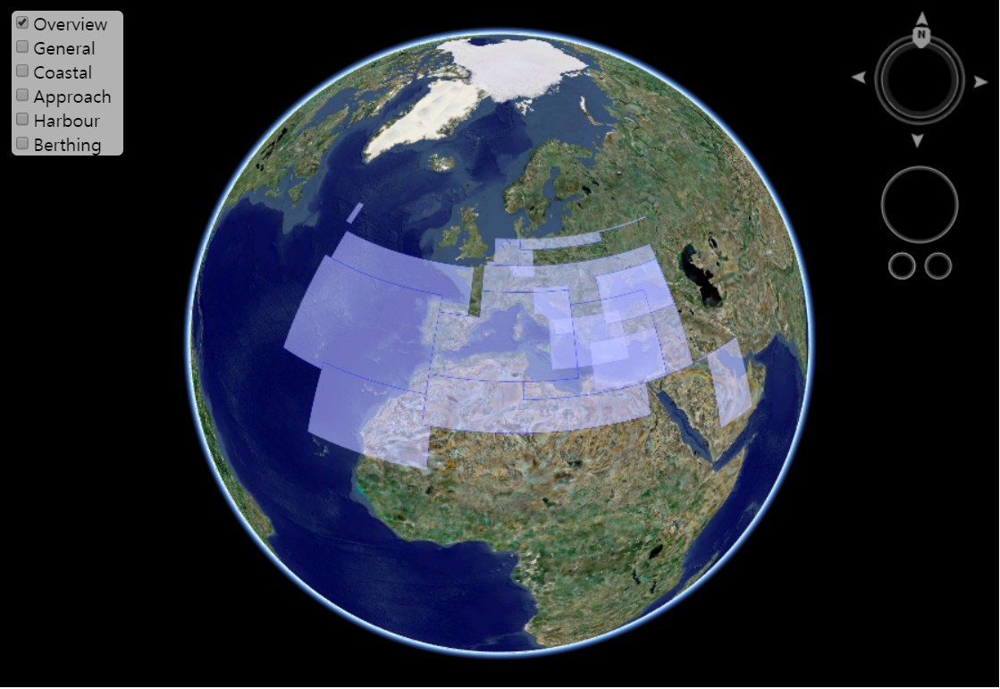 Overview
General
Coastal
Approach
Harbour
Berthing
N